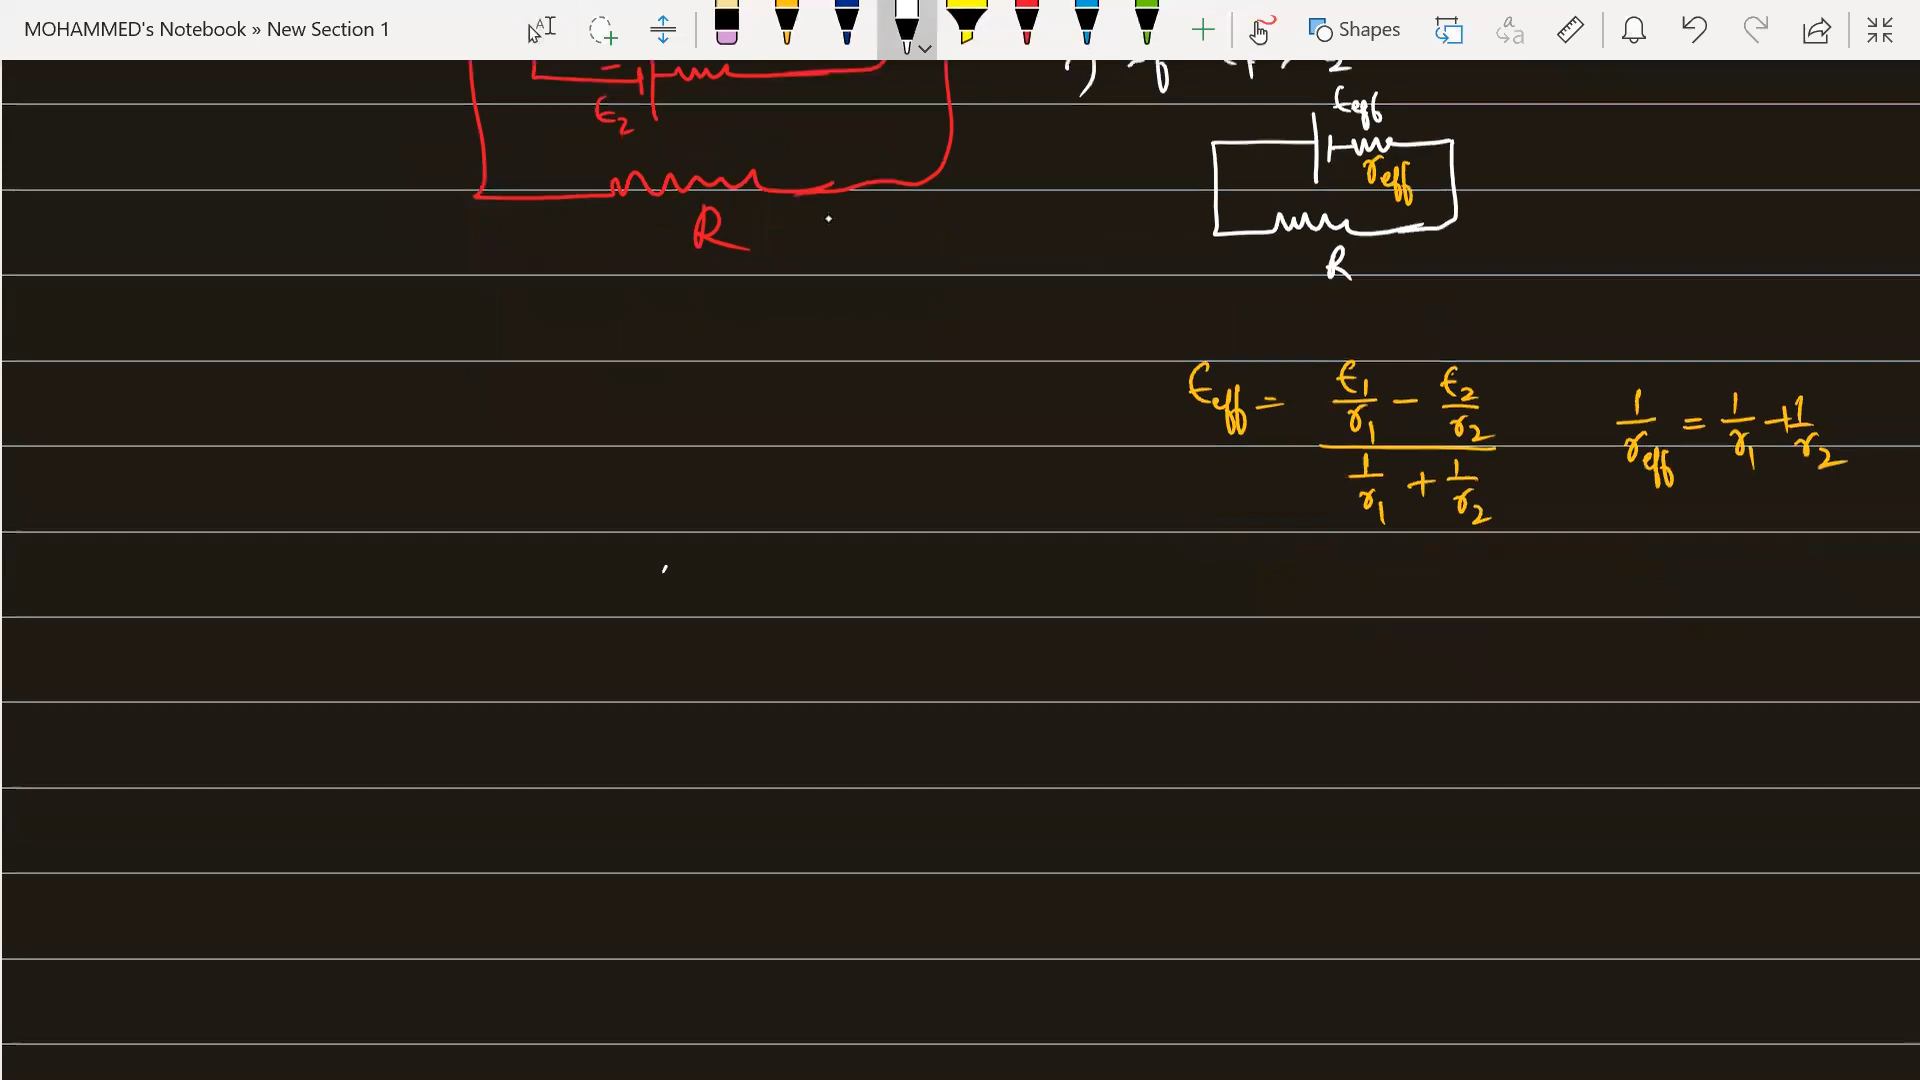 MOHAMMED's Notebook » New Section 1
Shapes
ϵ2
R
ϵeff
reff
R
ϵeff = (ϵ1/r1 - ϵ2/r2) / (1/r1 + 1/r2)
1/reff = 1/r1 + 1/r2